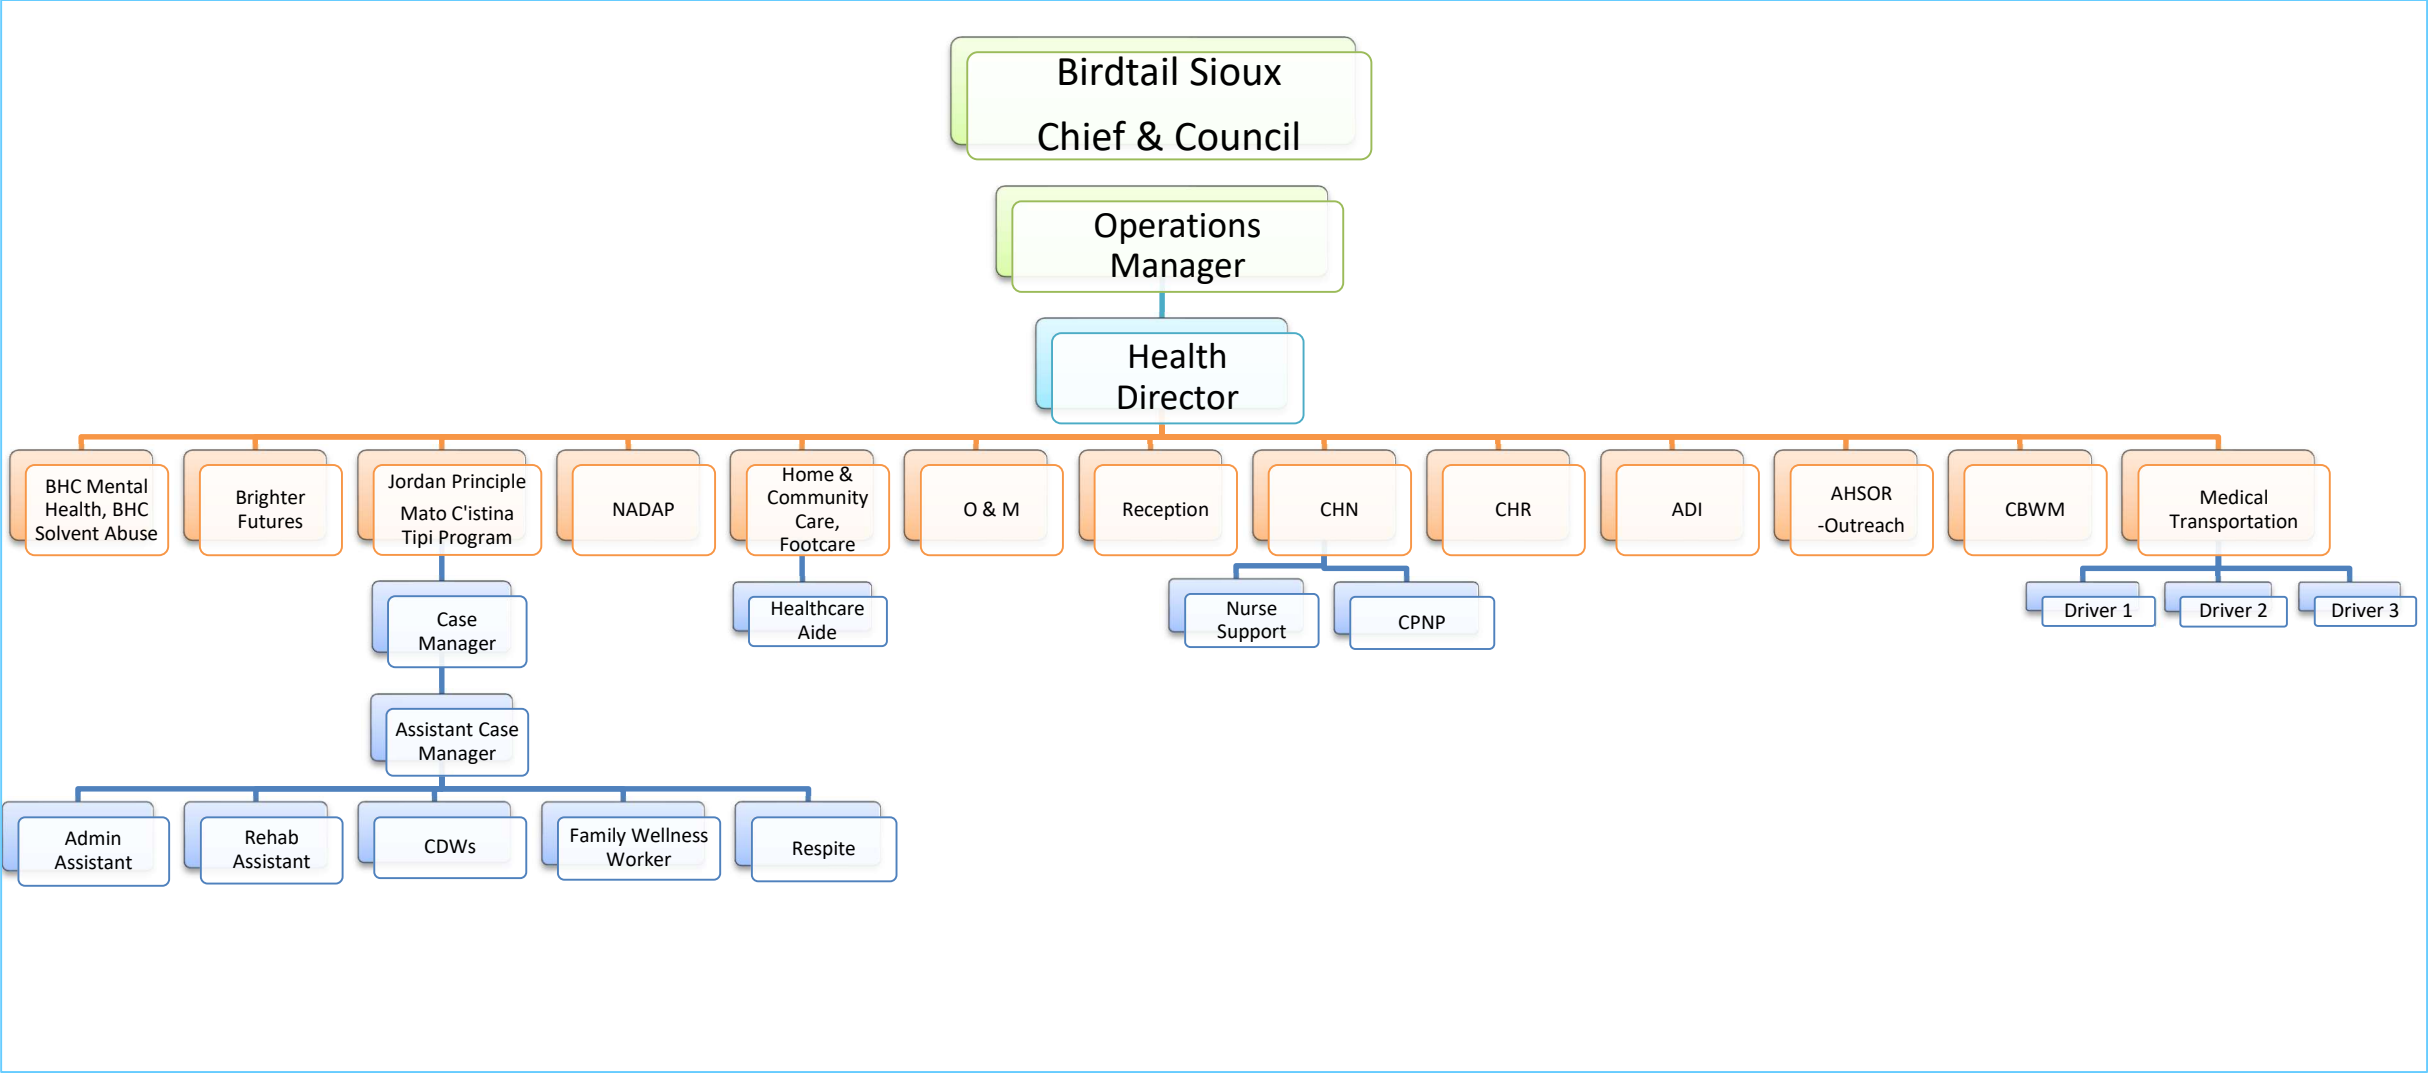 Birdtail Sioux
Chief & Council
Operations
Manager
Health
Director
BHC Mental
Health, BHC
Solvent Abuse
Brighter
Futures
Jordan Principle
Mato C'istina
Tipi Program
NADAP
Home &
Community
Care,
Footcare
O & M
Reception
CHN
CHR
ADI
AHSOR
-Outreach
CBWM
Medical
Transportation
Case
Manager
Healthcare
Aide
Nurse
Support
CPNP
Driver 1
Driver 2
Driver 3
Assistant Case
Manager
Admin
Assistant
Rehab
Assistant
CDWs
Family Wellness
Worker
Respite